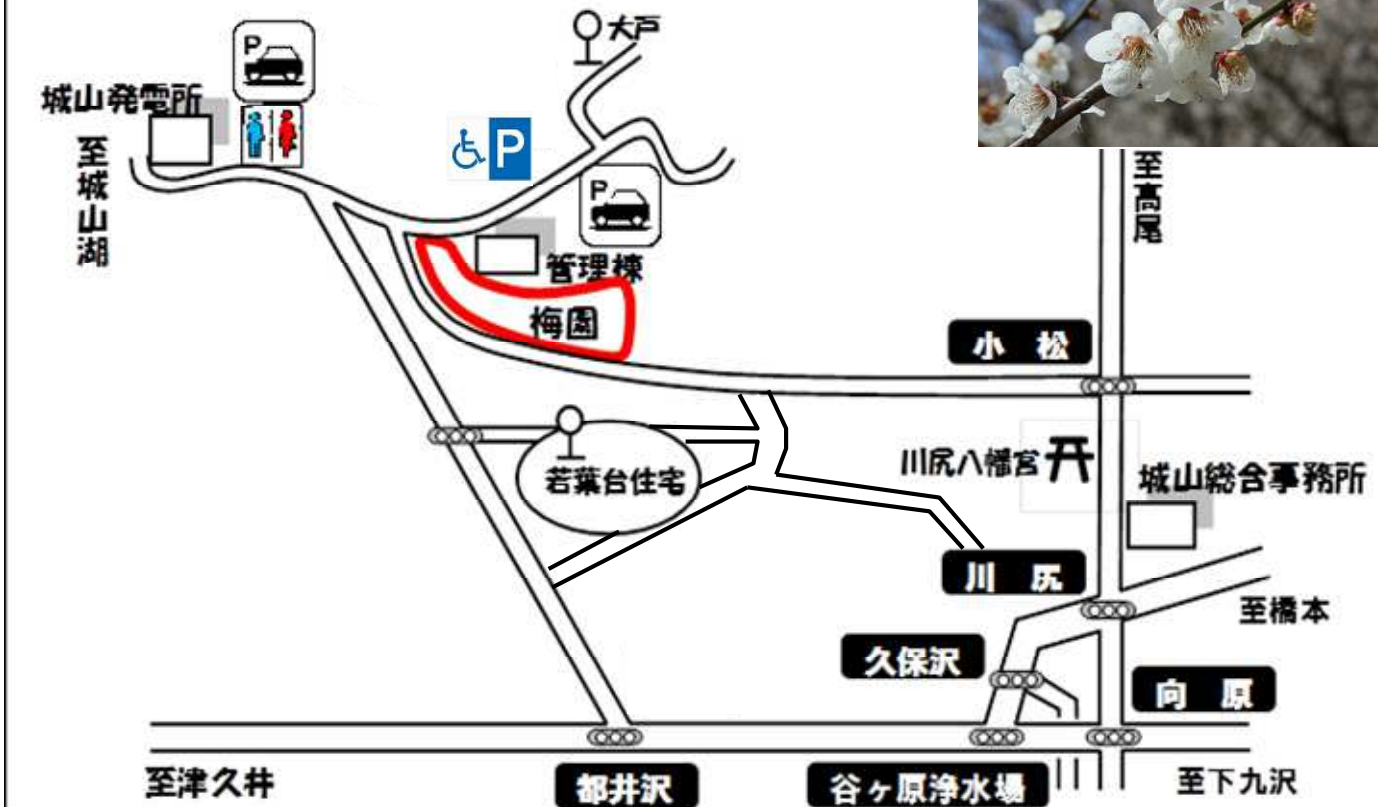 大戸
P
城山発電所
至城山湖
P
P
管理棟
梅園
至高尾
小 松
川尻八幡宮
城山総合事務所
若葉台住宅
川 尻
至橋本
久保沢
向 原
至津久井
都井沢
谷ヶ原浄水場
至下九沢